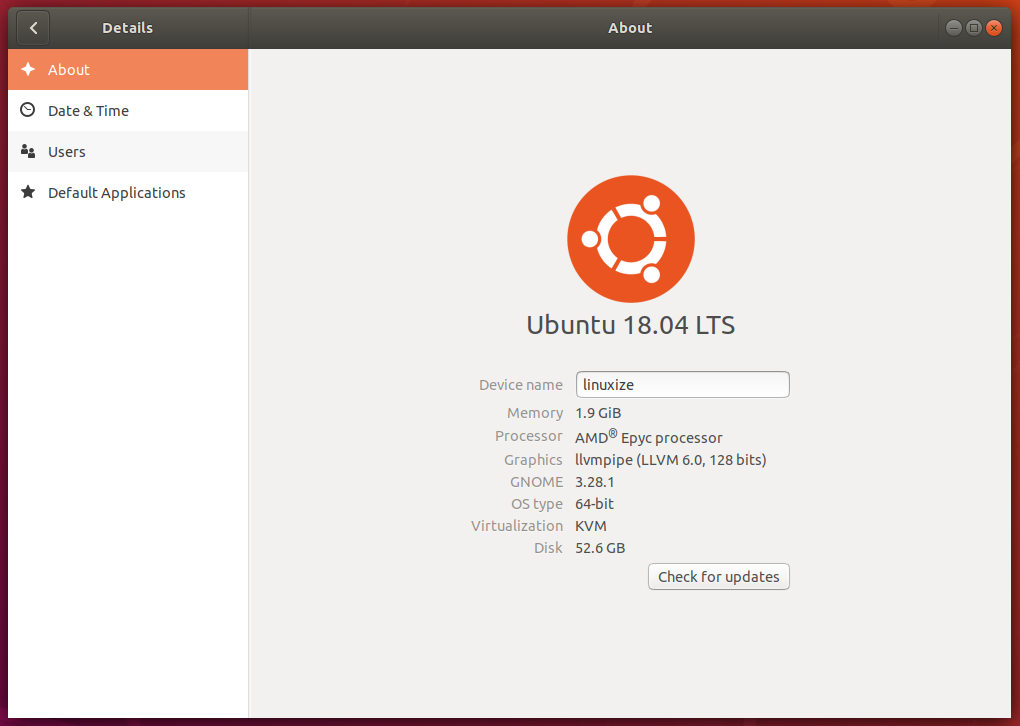 Details
About
About
Date & Time
Users
Default Applications
Ubuntu 18.04 LTS
Device name linuxize
Memory 1.9 GiB
Processor AMD® Epyc processor
Graphics llvmpipe (LLVM 6.0, 128 bits)
GNOME 3.28.1
OS type 64-bit
Virtualization KVM
Disk 52.6 GB
Check for updates